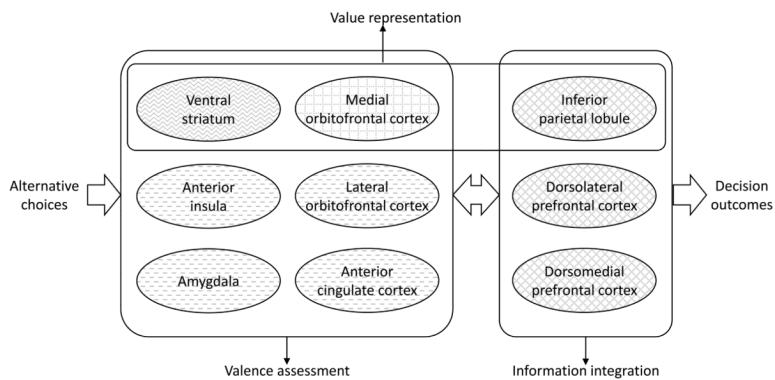 Value representation
Ventral
striatum
Medial
orbitofrontal cortex
Inferior
parietal lobule
Alternative
choices
Anterior
insula
Lateral
orbitofrontal cortex
Dorsolateral
prefrontal cortex
Decision
outcomes
Amygdala
Anterior
cingulate cortex
Dorsomedial
prefrontal cortex
Valence assessment
Information integration